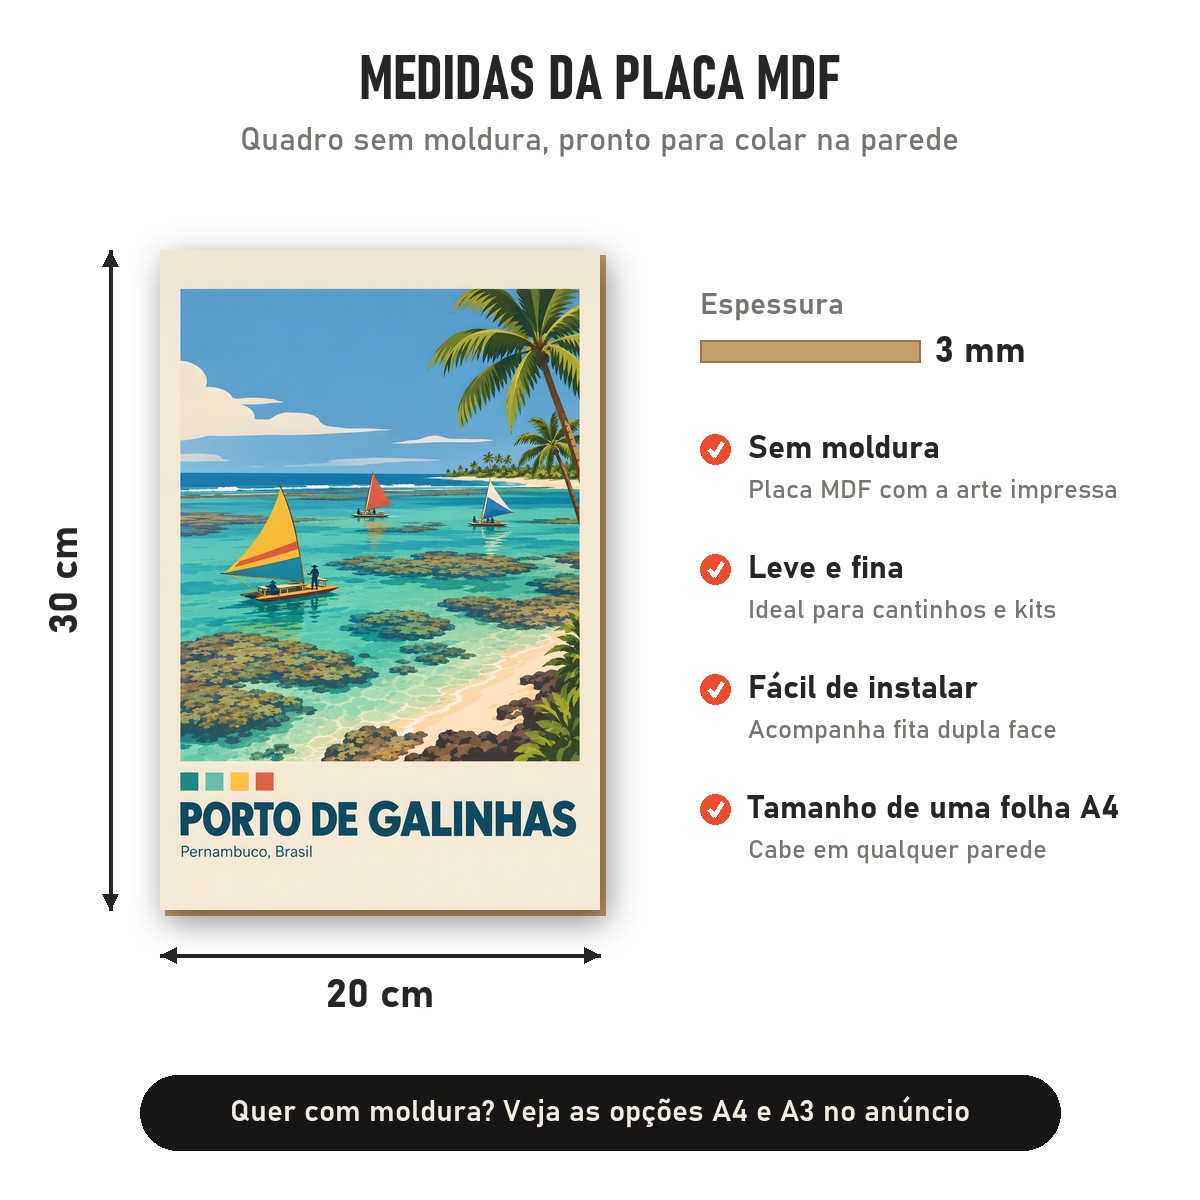 MEDIDAS DA PLACA MDF
Quadro sem moldura, pronto para colar na parede
30 cm
PORTO DE GALINHAS
Pernambuco, Brasil
20 cm
Espessura
3 mm
Sem moldura
Placa MDF com a arte impressa
Leve e fina
Ideal para cantinhos e kits
Fácil de instalar
Acompanha fita dupla face
Tamanho de uma folha A4
Cabe em qualquer parede
Quer com moldura? Veja as opções A4 e A3 no anúncio